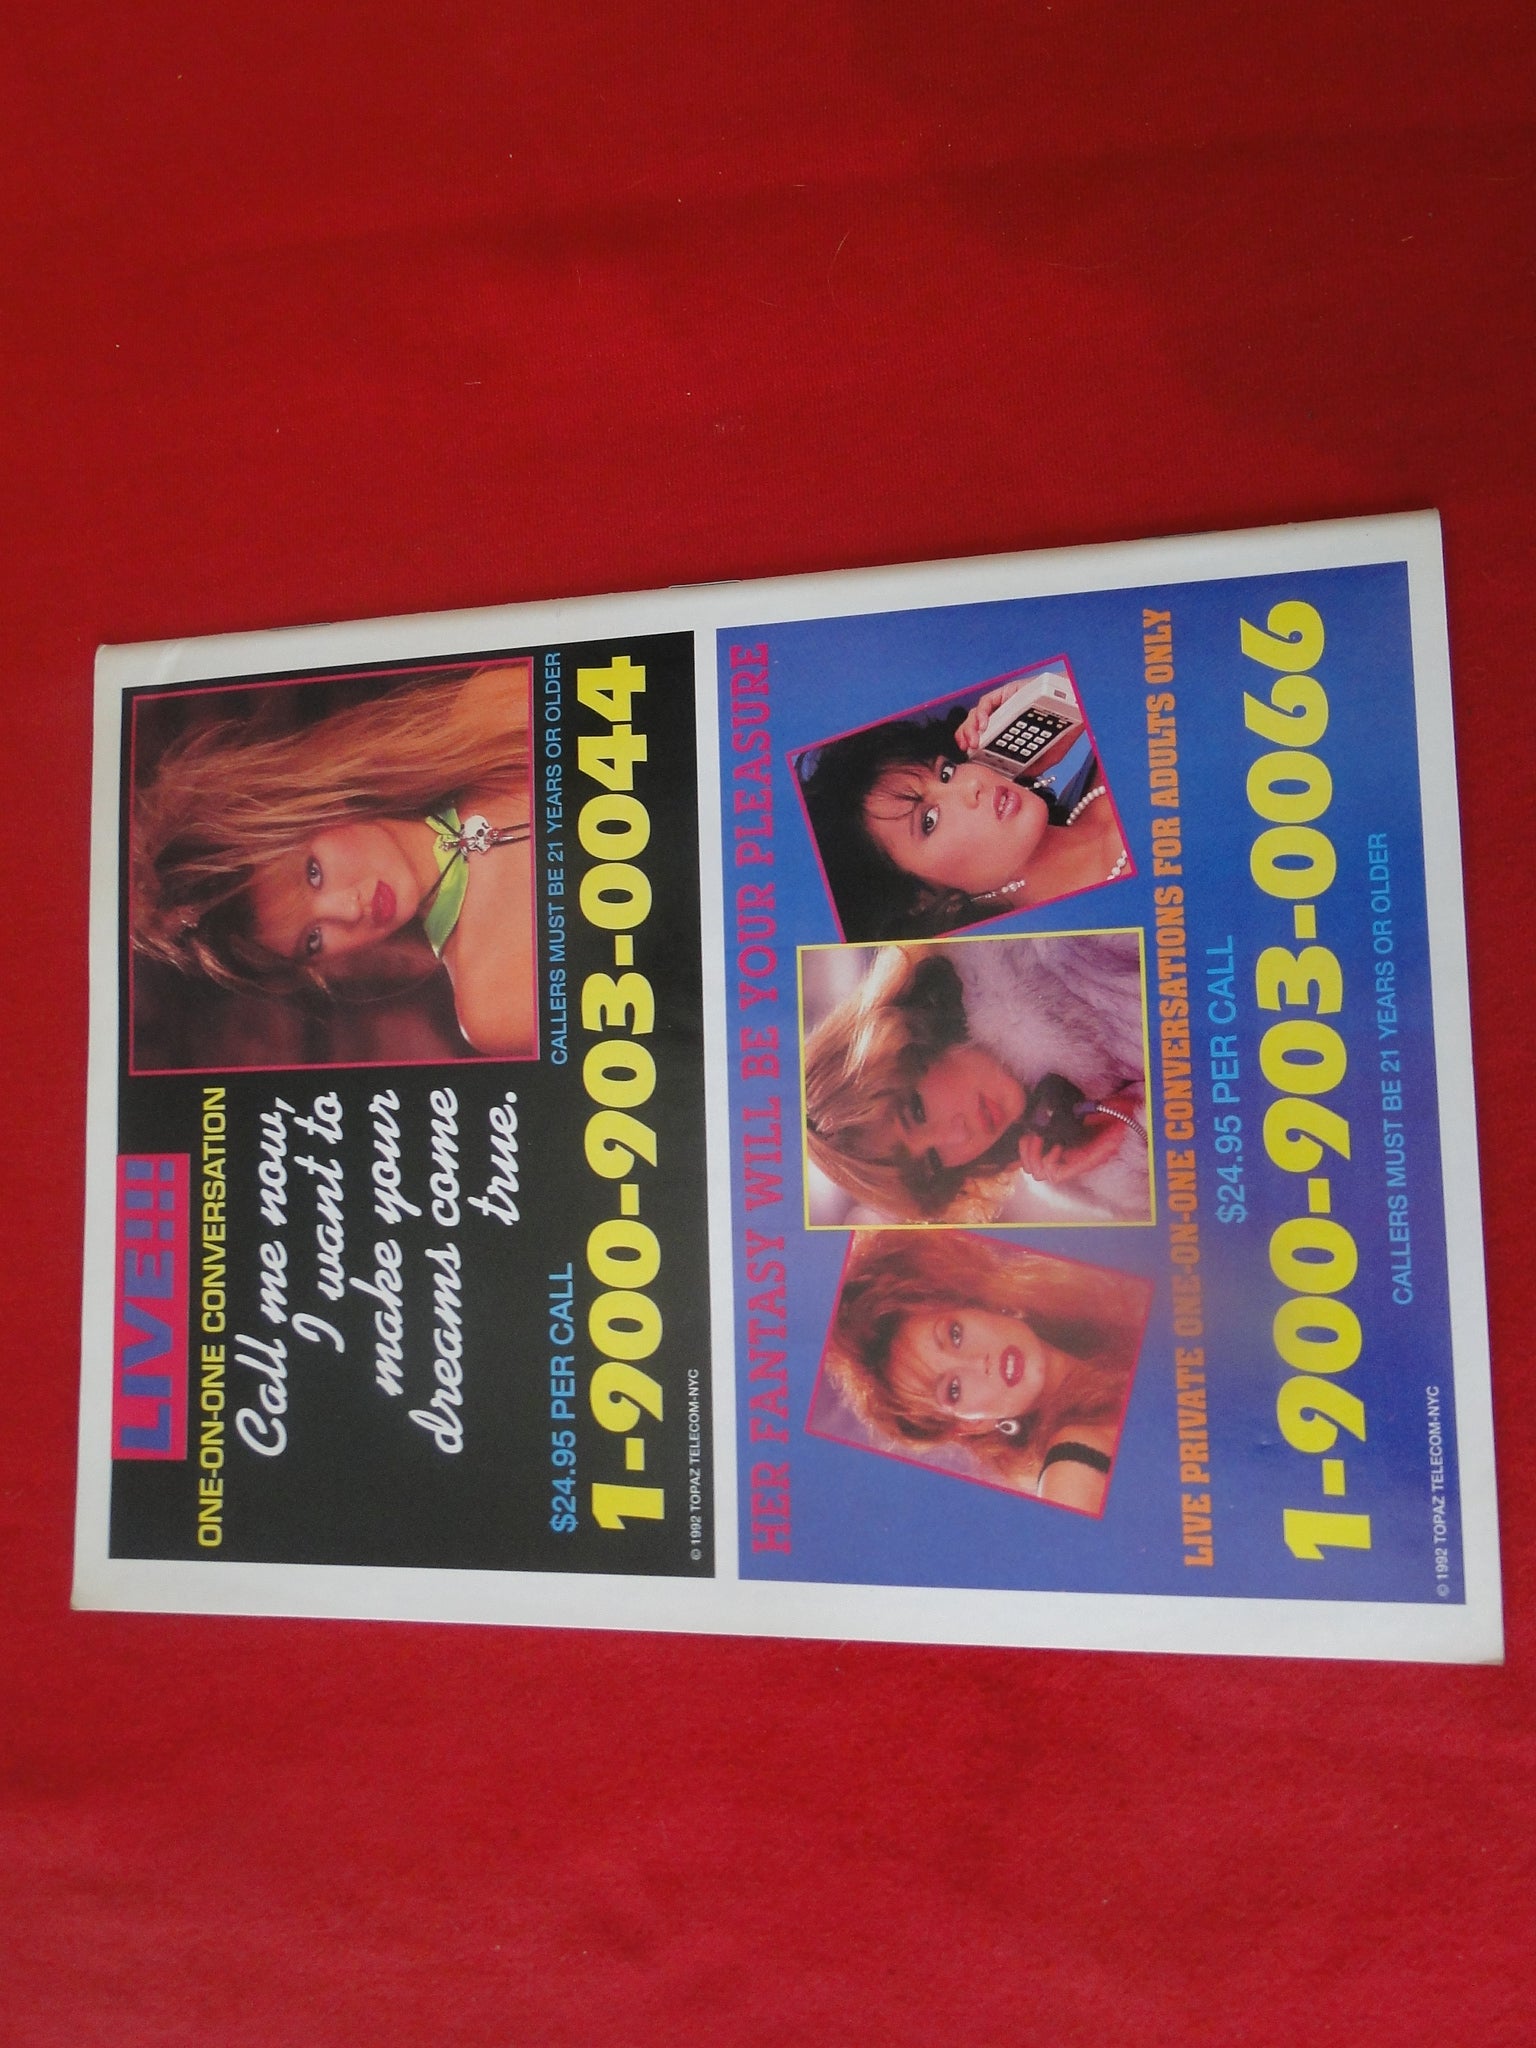 LIVE!!!
ONE-ON-ONE CONVERSATION
Call me now,
I want to
make your
dreams come
true.
$24.95 PER CALL
CALLERS MUST BE 21 YEARS OR OLDER
1-900-903-0044
© 1992 TOPAZ TELECOM-NYC
HER FANTASY WILL BE YOUR PLEASURE
LIVE PRIVATE ONE-ON-ONE CONVERSATIONS FOR ADULTS ONLY
$24.95 PER CALL
1-900-903-0066
CALLERS MUST BE 21 YEARS OR OLDER
© 1992 TOPAZ TELECOM-NYC